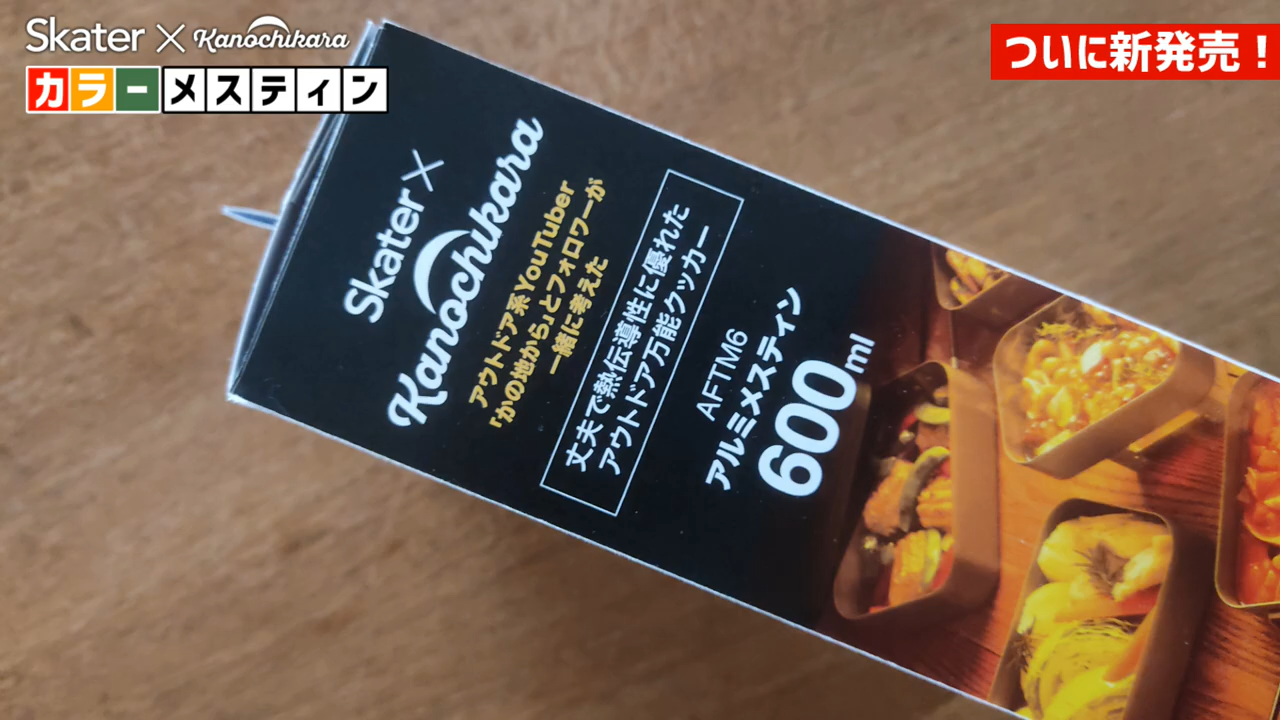 Skater × Kanochikara
カラーメスティン
ついに新発売！
Skater ×
Kanochikara
アウトドア系YouTuber
「かの地から」とフォロワーが
一緒に考えた
丈夫で熱伝導性に優れた
アウトドア万能クッカー
AFTM6
アルミメスティン
600ml